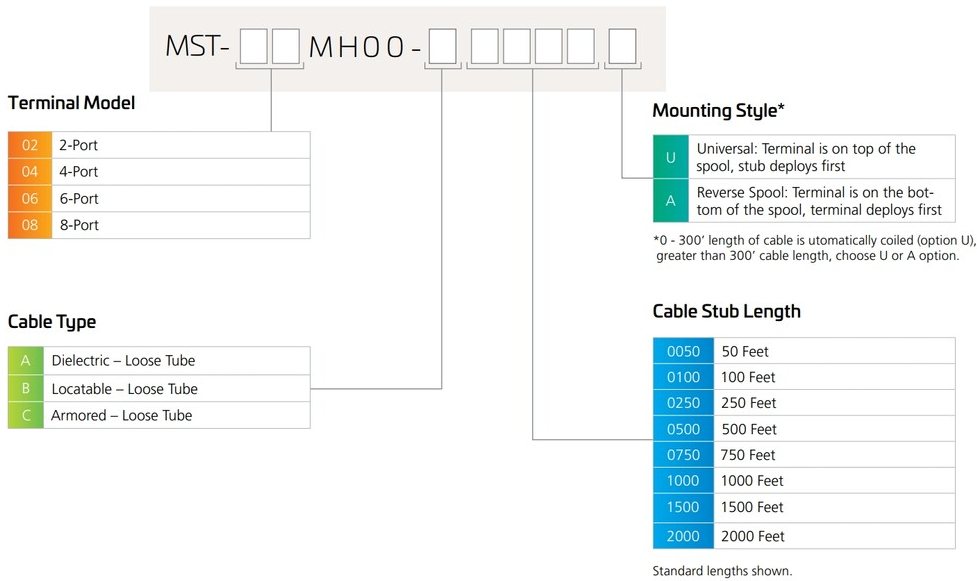 MST- MH00 -
Terminal Model
02 2-Port
04 4-Port
06 6-Port
08 8-Port
Mounting Style*
U Universal: Terminal is on top of the
spool, stub deploys first
A Reverse Spool: Terminal is on the bot-
tom of the spool, terminal deploys first
*0 - 300’ length of cable is utomatically coiled (option U),
greater than 300’ cable length, choose U or A option.
Cable Type
A Dielectric – Loose Tube
B Locatable – Loose Tube
C Armored – Loose Tube
Cable Stub Length
0050 50 Feet
0100 100 Feet
0250 250 Feet
0500 500 Feet
0750 750 Feet
1000 1000 Feet
1500 1500 Feet
2000 2000 Feet
Standard lengths shown.